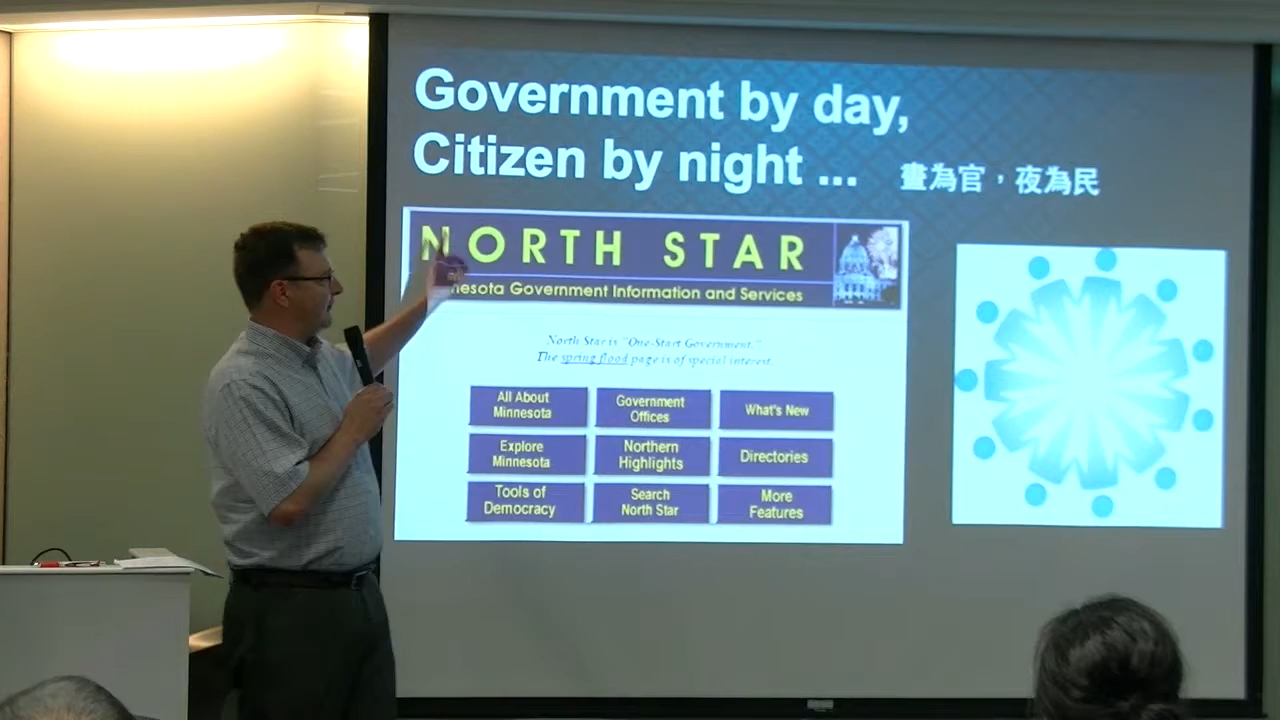 Government by day,
Citizen by night ... 畫為官，夜為民
NORTH STAR
Government Information and Services
North Star is "One-Start Government."
The spring flood page is of special interest.
All About Minnesota
Government Offices
What's New
Explore Minnesota
Northern Highlights
Directories
Tools of Democracy
Search North Star
More Features